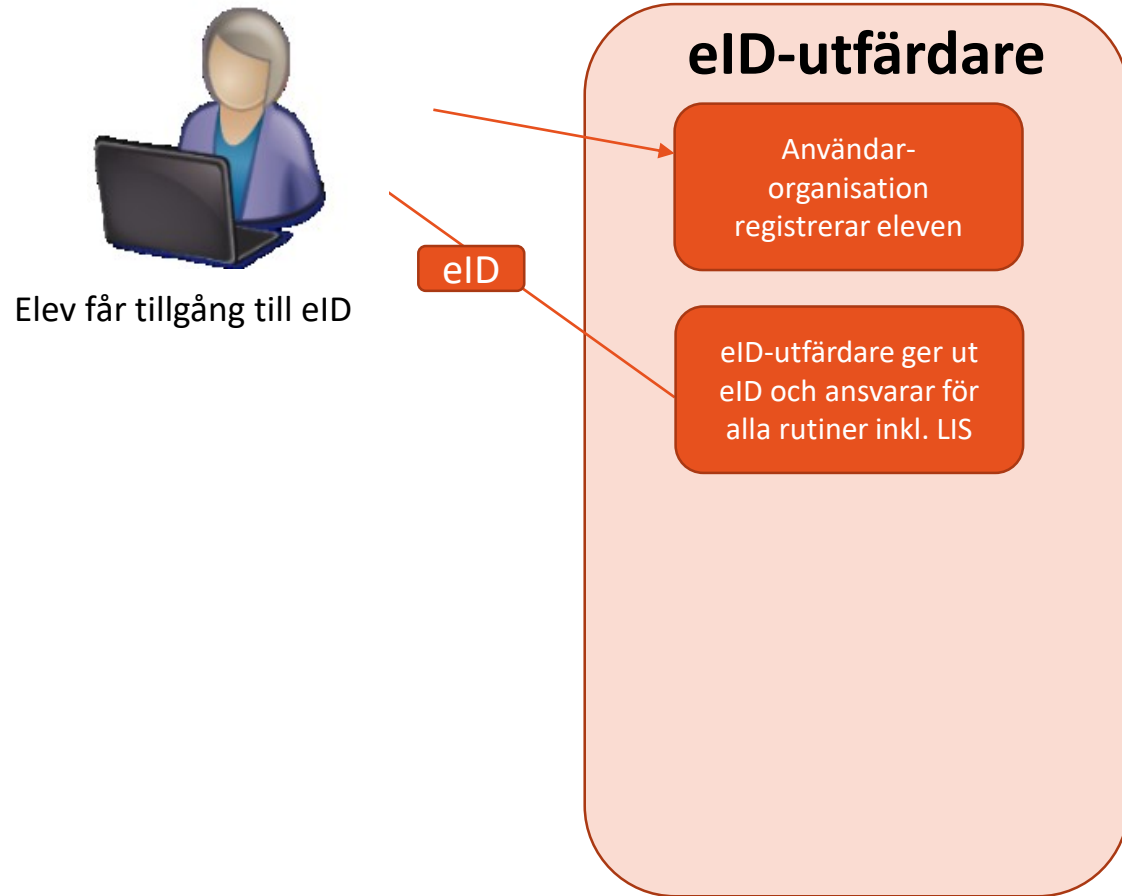 eID-utfärdare
Användar-
organisation
registrerar eleven
eID
Elev får tillgång till eID
eID-utfärdare ger ut
eID och ansvarar för
alla rutiner inkl. LIS